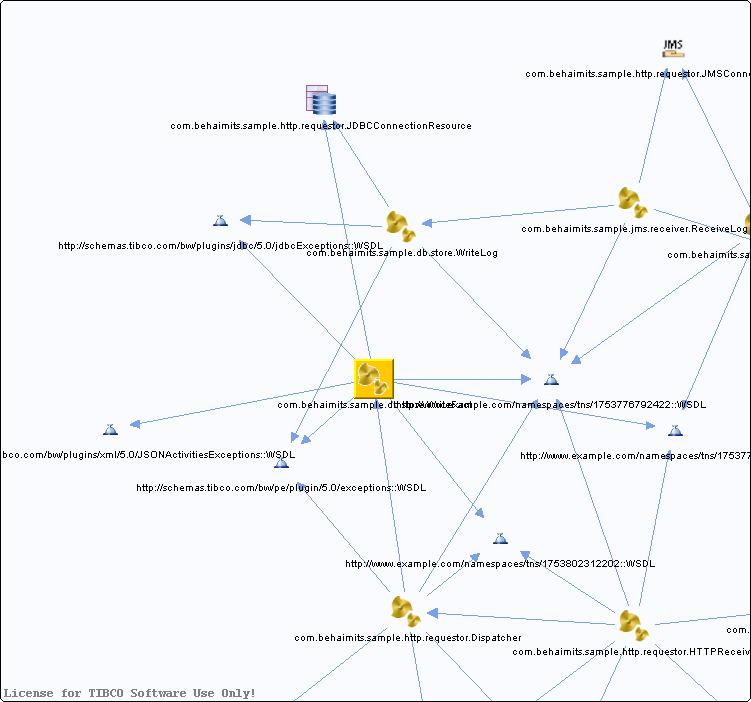 JMS
com.behaimits.sample.http.requestor.JMSConne
com.behaimits.sample.http.requestor.JDBCConnectionResource
com.behaimits.sample.jms.receiver.ReceiveLog
http://schemas.tibco.com/bw/plugins/jdbc/5.0/jdbcExceptions::WSDL
com.behaimits.sample.db.store.WriteLog
com.behaimits.sa
com.behaimits.sample.db.store.
example.com/namespaces/tns/1753776792422::WSDL
bco.com/bw/plugins/xml/5.0/JSONActivitiesExceptions::WSDL
http://www.example.com/namespaces/tns/175377
http://schemas.tibco.com/bw/pe/plugin/5.0/exceptions::WSDL
http://www.example.com/namespaces/tns/1753802312202::WSDL
com.
com.behaimits.sample.http.requestor.Dispatcher
com.behaimits.sample.http.requestor.HTTPReceiv
License for TIBCO Software Use Only!